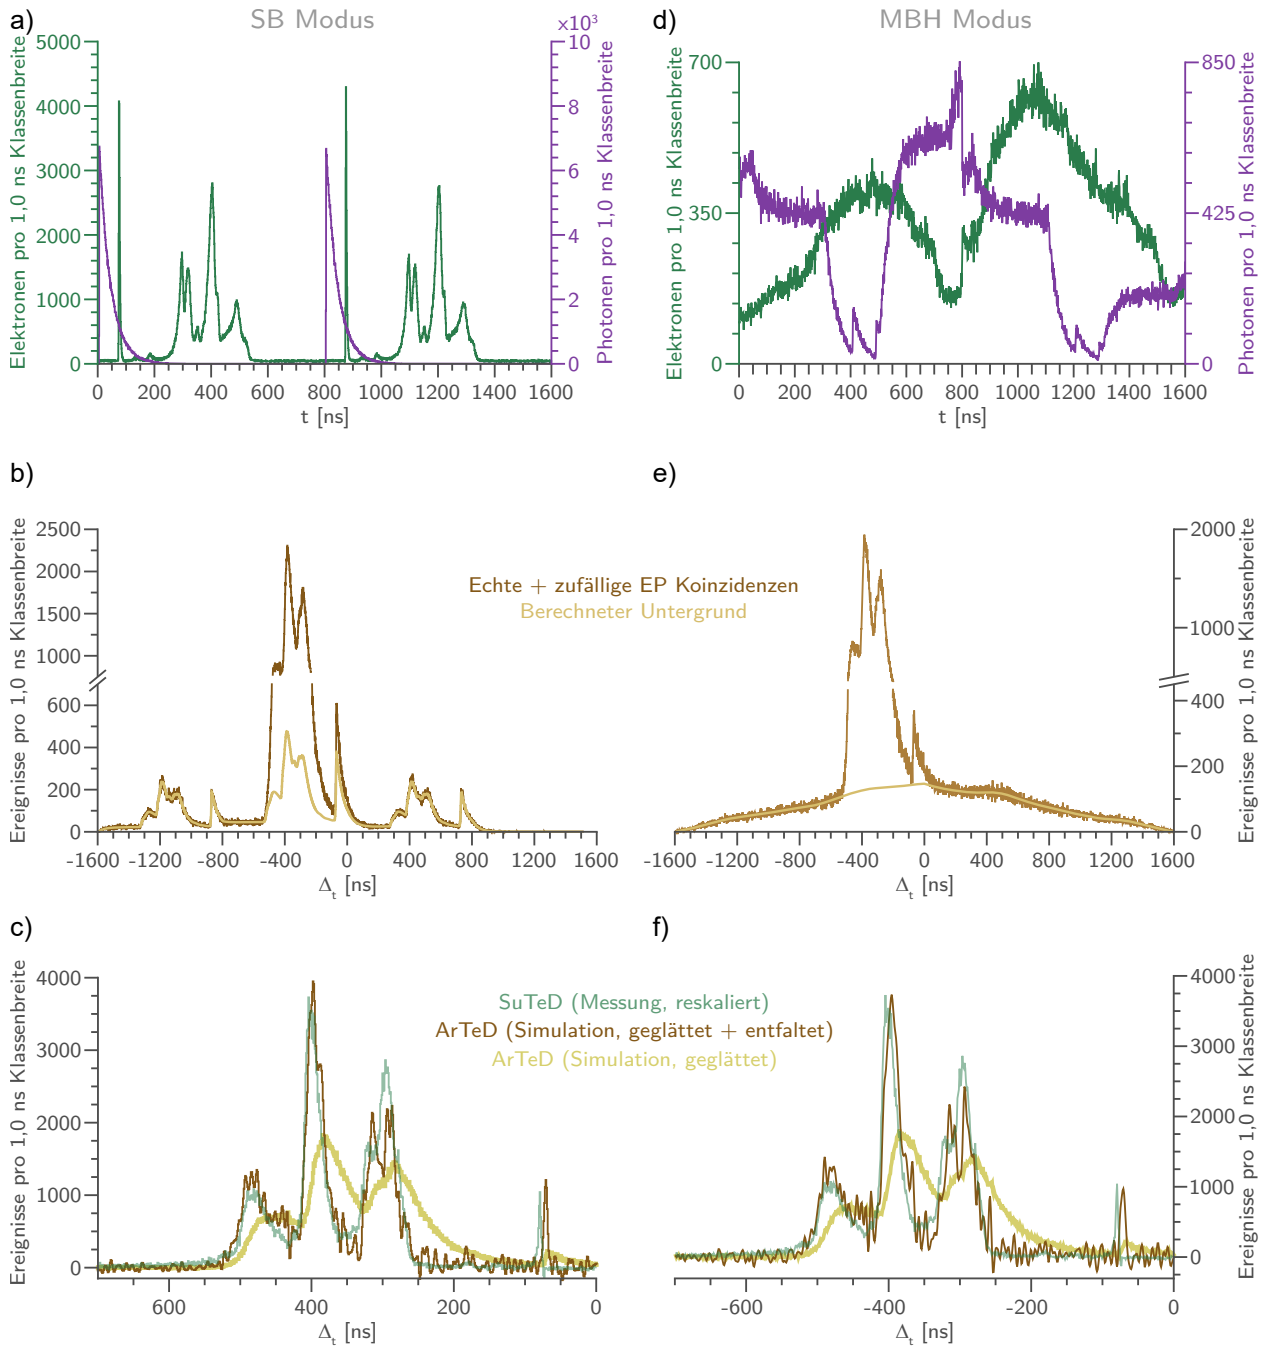 a)
SB Modus
×10³
Elektronen pro 1,0 ns Klassenbreite
5000
4000
3000
2000
1000
0
10
8
6
4
2
0
Photonen pro 1,0 ns Klassenbreite
0 200 400 600 800 1000 1200 1400 1600
t [ns]
d)
MBH Modus
Elektronen pro 1,0 ns Klassenbreite
700
350
0
850
425
0
Photonen pro 1,0 ns Klassenbreite
0 200 400 600 800 1000 1200 1400 1600
t [ns]
b)
Ereignisse pro 1,0 ns Klassenbreite
2500
2000
1500
1000
600
400
200
0
-1600 -1200 -800 -400 0 400 800 1200 1600
Δt [ns]
Echte + zufällige EP Koinzidenzen
Berechneter Untergrund
e)
2000
1000
400
200
0
Ereignisse pro 1,0 ns Klassenbreite
-1600 -1200 -800 -400 0 400 800 1200 1600
Δt [ns]
c)
Ereignisse pro 1,0 ns Klassenbreite
4000
3000
2000
1000
0
600 400 200 0
Δt [ns]
SuTeD (Messung, reskaliert)
ArTeD (Simulation, geglättet + entfaltet)
ArTeD (Simulation, geglättet)
f)
4000
3000
2000
1000
0
Ereignisse pro 1,0 ns Klassenbreite
-600 -400 -200 0
Δt [ns]